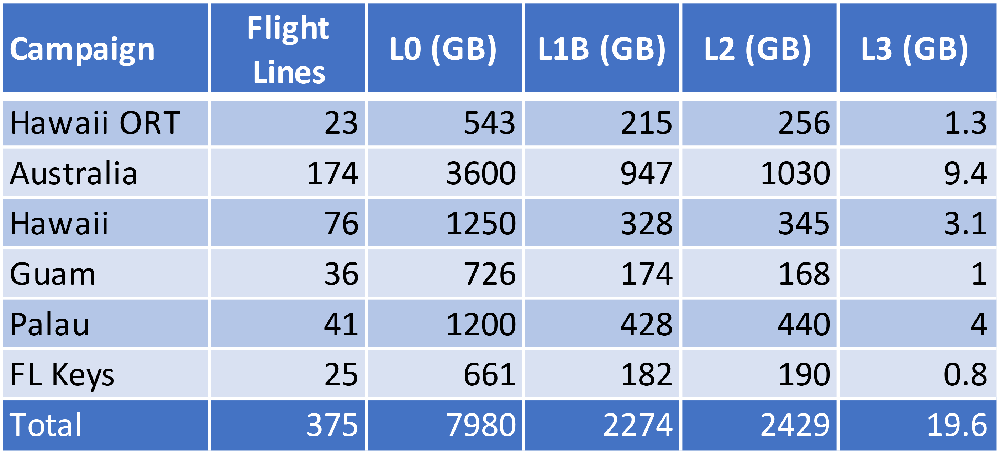 Campaign Flight Lines L0 (GB) L1B (GB) L2 (GB) L3 (GB)
Hawaii ORT 23 543 215 256 1.3
Australia 174 3600 947 1030 9.4
Hawaii 76 1250 328 345 3.1
Guam 36 726 174 168 1
Palau 41 1200 428 440 4
FL Keys 25 661 182 190 0.8
Total 375 7980 2274 2429 19.6